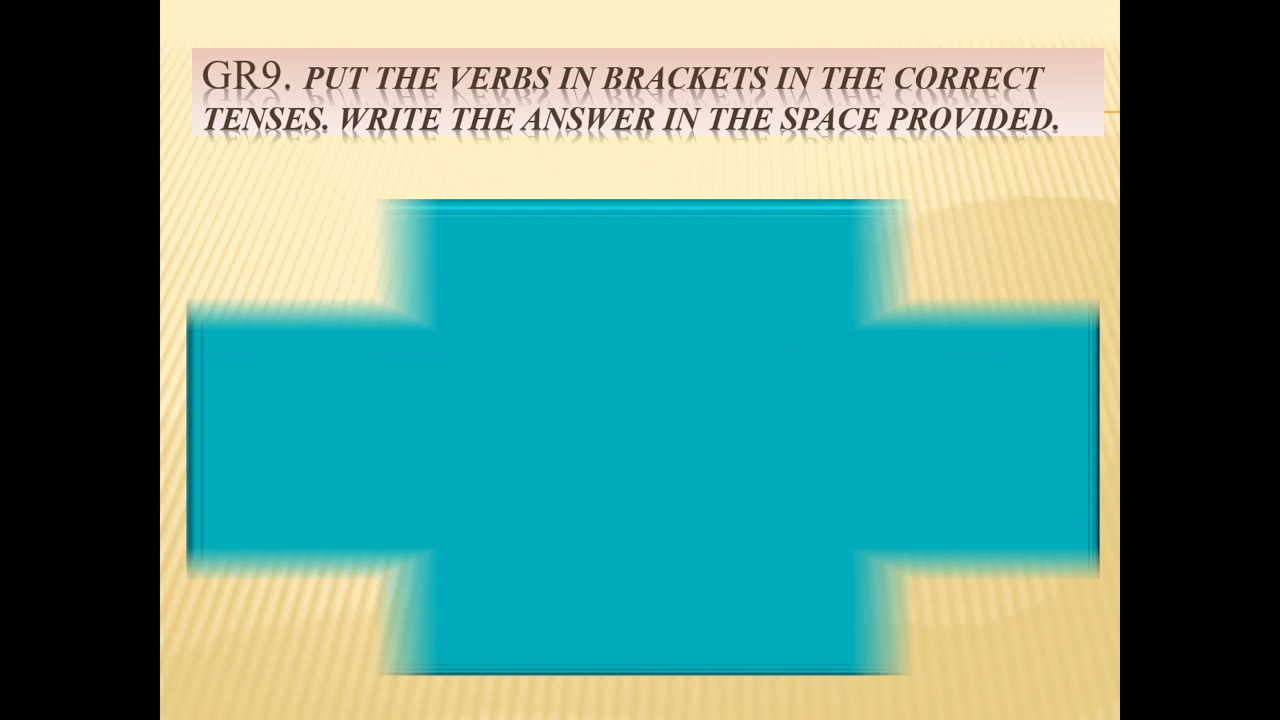 GR9. PUT THE VERBS IN BRACKETS IN THE CORRECT
TENSES. WRITE THE ANSWER IN THE SPACE PROVIDED.